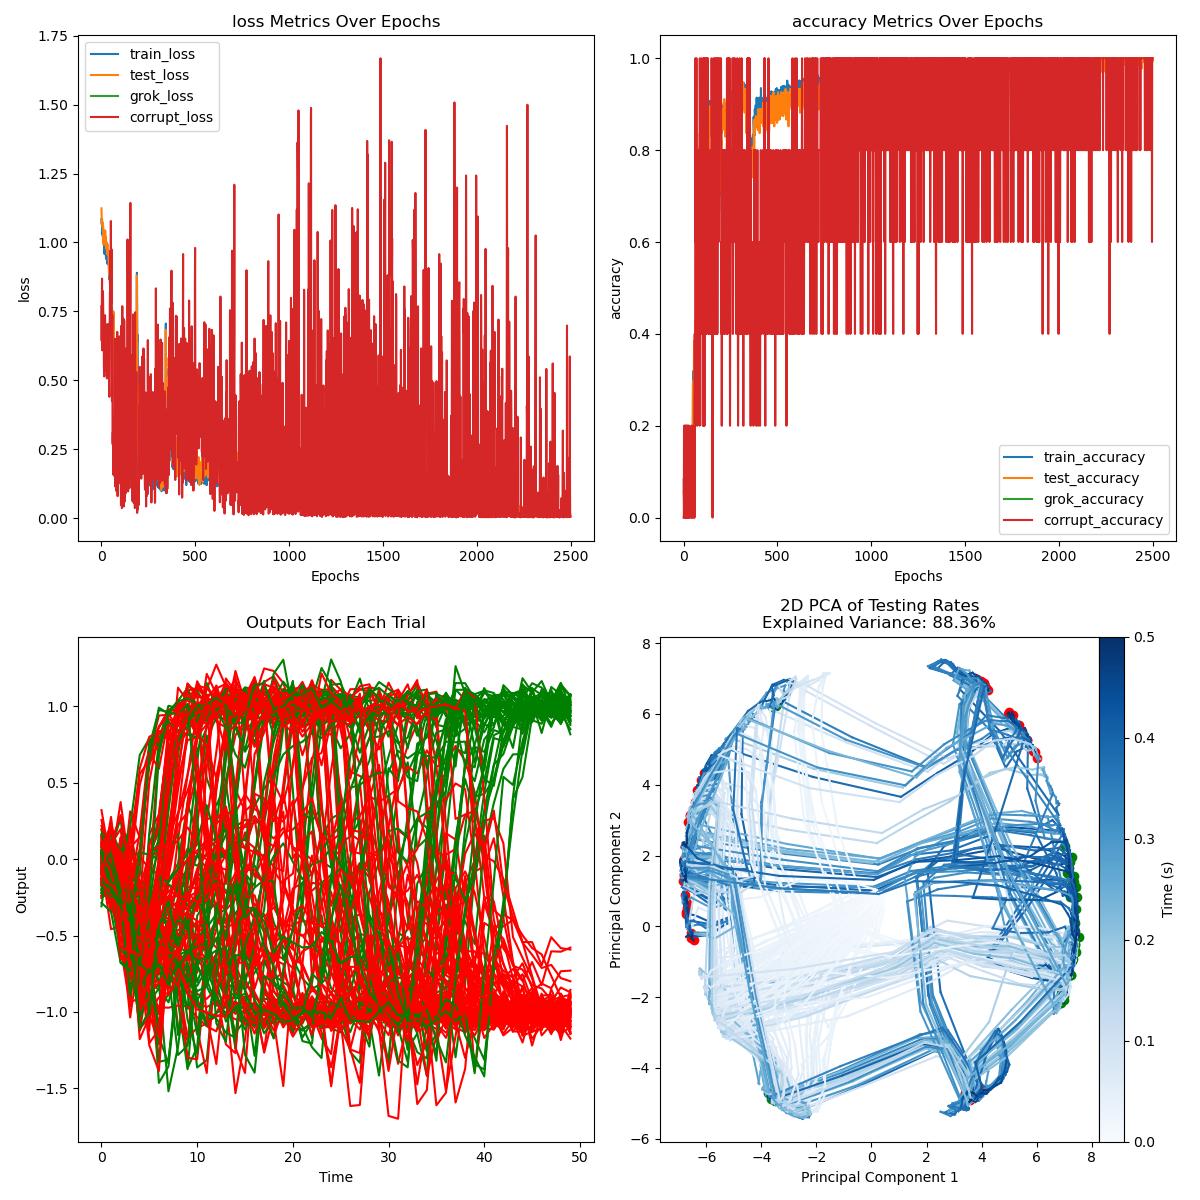 loss Metrics Over Epochs
1.75
1.50
1.25
1.00
0.75
0.50
0.25
0.00
loss
train_loss
test_loss
grok_loss
corrupt_loss
0 500 1000 1500 2000 2500
Epochs
accuracy Metrics Over Epochs
1.0
0.8
0.6
0.4
0.2
0.0
accuracy
train_accuracy
test_accuracy
grok_accuracy
corrupt_accuracy
0 500 1000 1500 2000 2500
Epochs
Outputs for Each Trial
1.0
0.5
0.0
−0.5
−1.0
−1.5
Output
0 10 20 30 40 50
Time
2D PCA of Testing Rates
Explained Variance: 88.36%
8
6
4
2
0
−2
−4
−6
Principal Component 2
−6 −4 −2 0 2 4 6 8
Principal Component 1
0.5
0.4
0.3
0.2
0.1
0.0
Time (s)